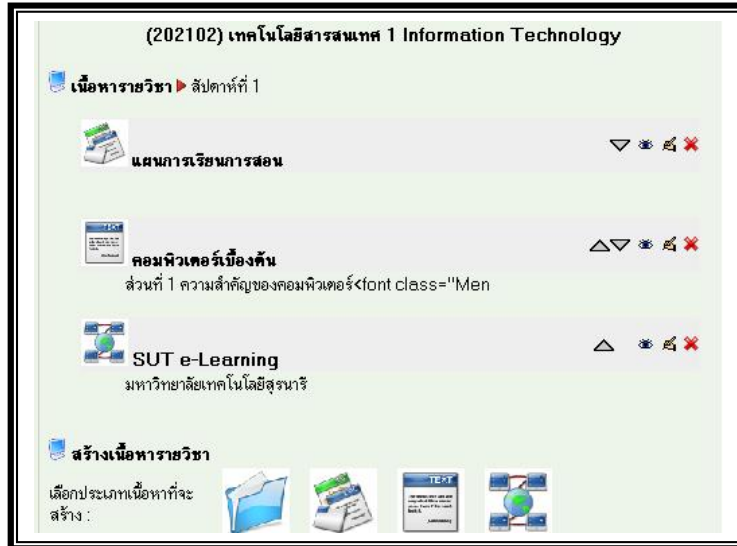 (202102) เทคโนโลยีสารสนเทศ 1 Information Technology
เนื้อหารายวิชา สัปดาห์ที่ 1
แผนการเรียนการสอน
TEXT
คอมพิวเตอร์เบื้องต้น
ส่วนที่ 1 ความสำคัญของคอมพิวเตอร์<font class="Men
SUT e-Learning
มหาวิทยาลัยเทคโนโลยีสุรนารี
สร้างเนื้อหารายวิชา
เลือกประเภทเนื้อหาที่จะ
สร้าง :
TEXT